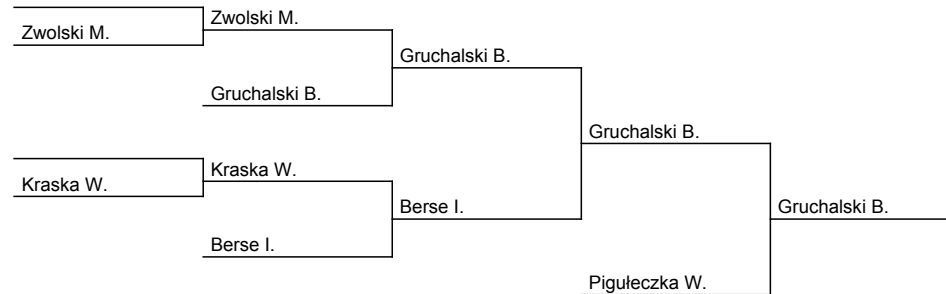 Zwolski M.
Zwolski M.
Gruchalski B.
Gruchalski B.
Gruchalski B.
Kraska W.
Kraska W.
Berse I.
Gruchalski B.
Berse I.
Pigułeczka W.